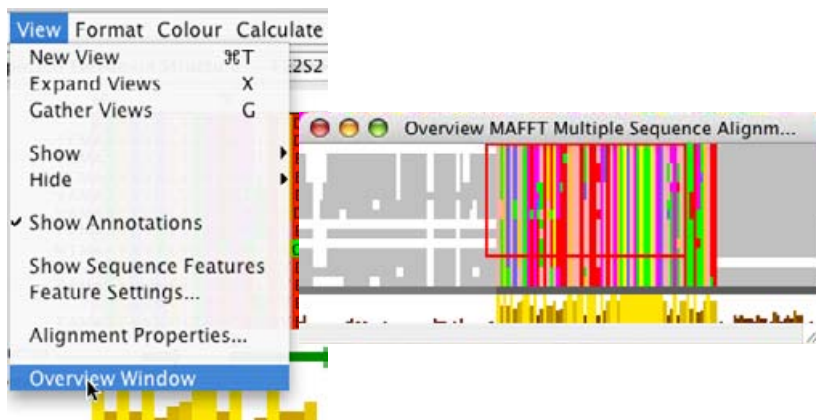 View Format Colour Calculate
New View ⌘T
Expand Views X
Gather Views G
Show
Hide
✓ Show Annotations
Show Sequence Features
Feature Settings...
Alignment Properties...
Overview Window
2S2
Overview MAFFT Multiple Sequence Alignm...